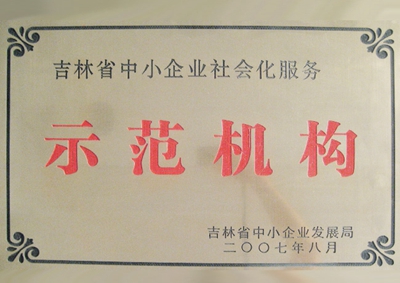 吉林省中小企业社会化服务
示范机构
吉林省中小企业发展局
二〇〇七年八月